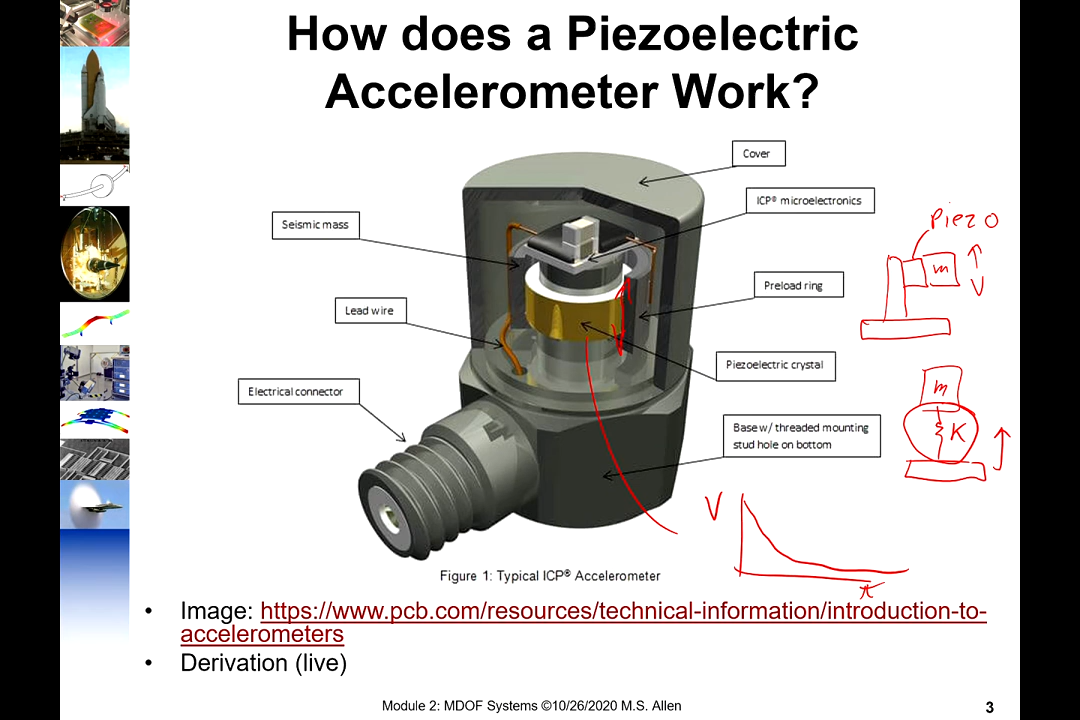 How does a Piezoelectric
Accelerometer Work?
Cover
ICP® microelectronics
Seismic mass
Piezo
m
V
Preload ring
Lead wire
Piezoelectric crystal
m
Electrical connector
K
Base w/ threaded mounting
stud hole on bottom
V
t
Figure 1: Typical ICP® Accelerometer
• Image: https://www.pcb.com/resources/technical-information/introduction-to-
accelerometers
• Derivation (live)
Module 2: MDOF Systems ©10/26/2020 M.S. Allen
3